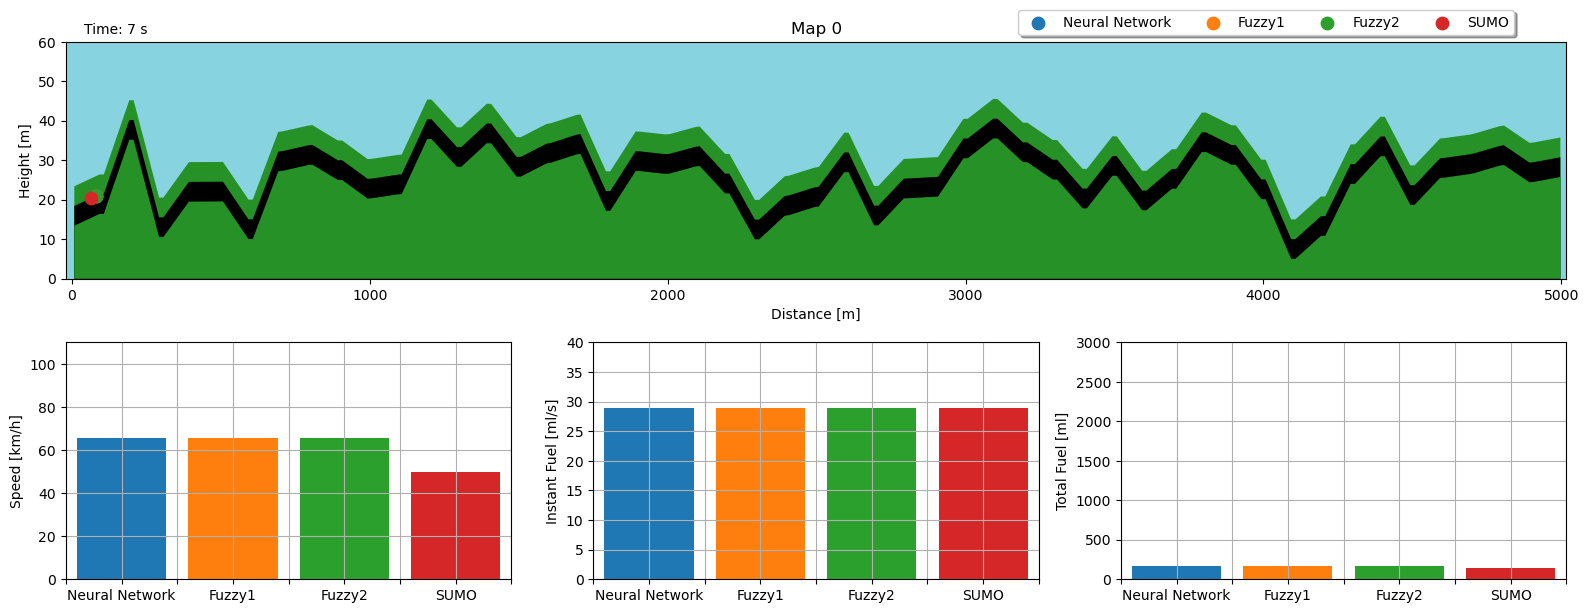 Time: 7 s
Map 0
Neural Network Fuzzy1 Fuzzy2 SUMO
60
50
40
30
20
10
0
Height [m]
0 1000 2000 3000 4000 5000
Distance [m]
100
80
60
40
20
0
Speed [km/h]
Neural Network Fuzzy1 Fuzzy2 SUMO
40
35
30
25
20
15
10
5
0
Instant Fuel [ml/s]
Neural Network Fuzzy1 Fuzzy2 SUMO
3000
2500
2000
1500
1000
500
0
Total Fuel [ml]
Neural Network Fuzzy1 Fuzzy2 SUMO